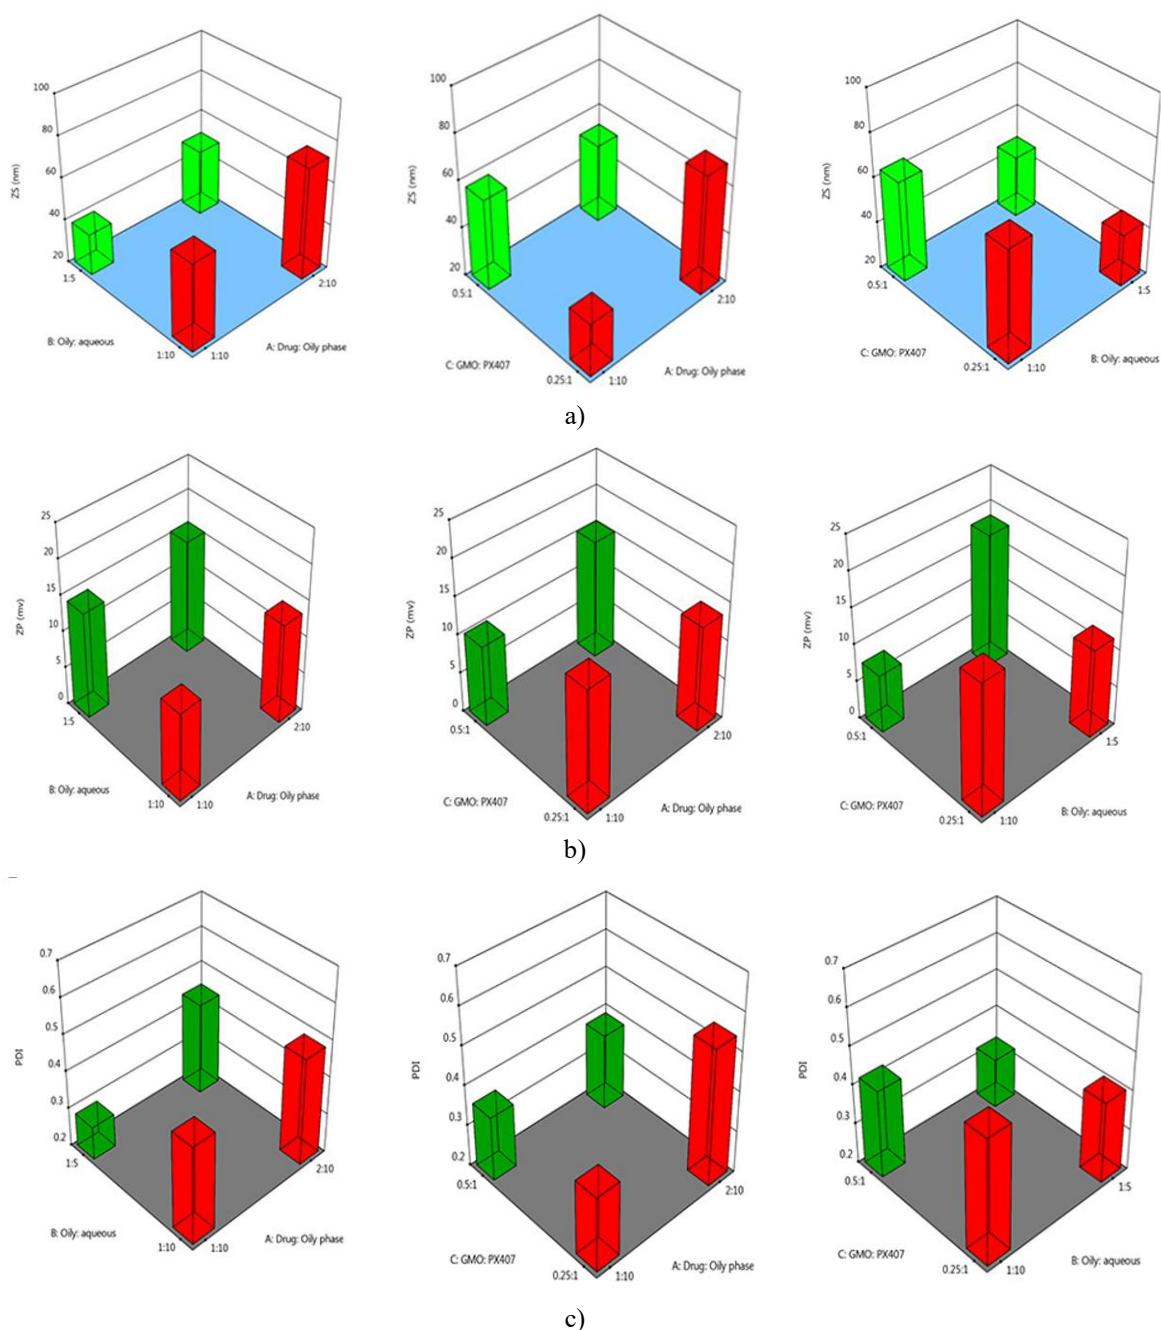 100
80
60
40
20
ZS (nm)
1:5
B: Oily: aqueous
1:10
1:10
A: Drug: Oily phase
2:10
100
80
60
40
20
ZS (nm)
0.5:1
C: GMO: PX407
0.25:1
1:10
A: Drug: Oily phase
2:10
100
80
60
40
20
ZS (nm)
0.5:1
C: GMO: PX407
0.25:1
1:10
B: Oily: aqueous
1:5
a)
25
20
15
10
5
0
ZP (mv)
1:5
B: Oily: aqueous
1:10
1:10
A: Drug: Oily phase
2:10
25
20
15
10
5
0
ZP (mv)
0.5:1
C: GMO: PX407
0.25:1
1:10
A: Drug: Oily phase
2:10
25
20
15
10
5
0
ZP (mv)
0.5:1
C: GMO: PX407
0.25:1
1:10
B: Oily: aqueous
1:5
b)
0.7
0.6
0.5
0.4
0.3
0.2
PDI
1:5
B: Oily: aqueous
1:10
1:10
A: Drug: Oily phase
2:10
0.7
0.6
0.5
0.4
0.3
0.2
PDI
0.5:1
C: GMO: PX407
0.25:1
1:10
A: Drug: Oily phase
2:10
0.7
0.6
0.5
0.4
0.3
0.2
PDI
0.5:1
C: GMO: PX407
0.25:1
1:10
B: Oily: aqueous
1:5
c)